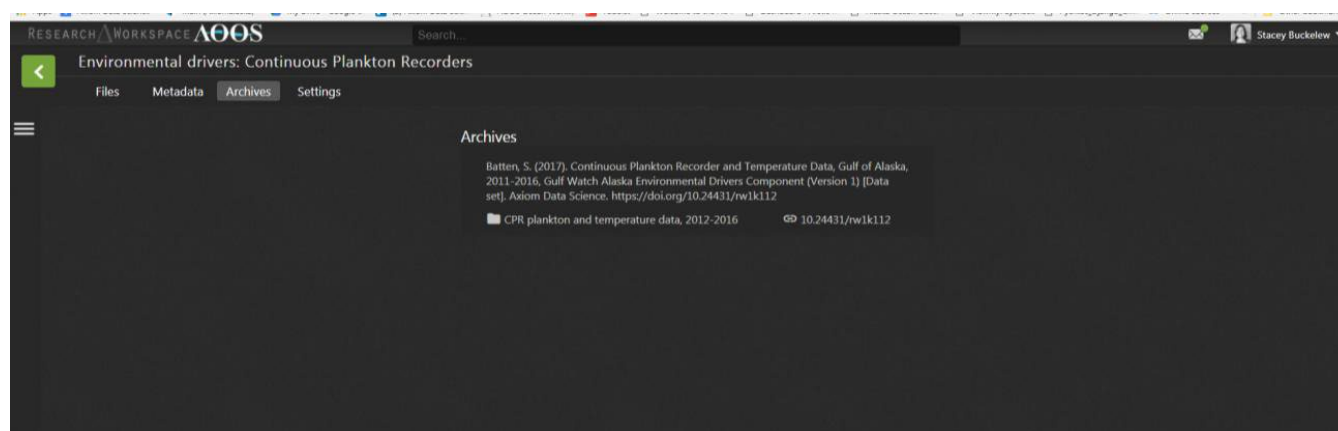 RESEARCH WORKSPACE AOOS
Search...
Stacey Buckelew
Environmental drivers: Continuous Plankton Recorders
Files Metadata Archives Settings
Archives
Batten, S. (2017). Continuous Plankton Recorder and Temperature Data, Gulf of Alaska,
2011-2016, Gulf Watch Alaska Environmental Drivers Component (Version 1) [Data
set]. Axiom Data Science. https://doi.org/10.24431/rw1k112
CPR plankton and temperature data, 2012-2016 10.24431/rw1k112